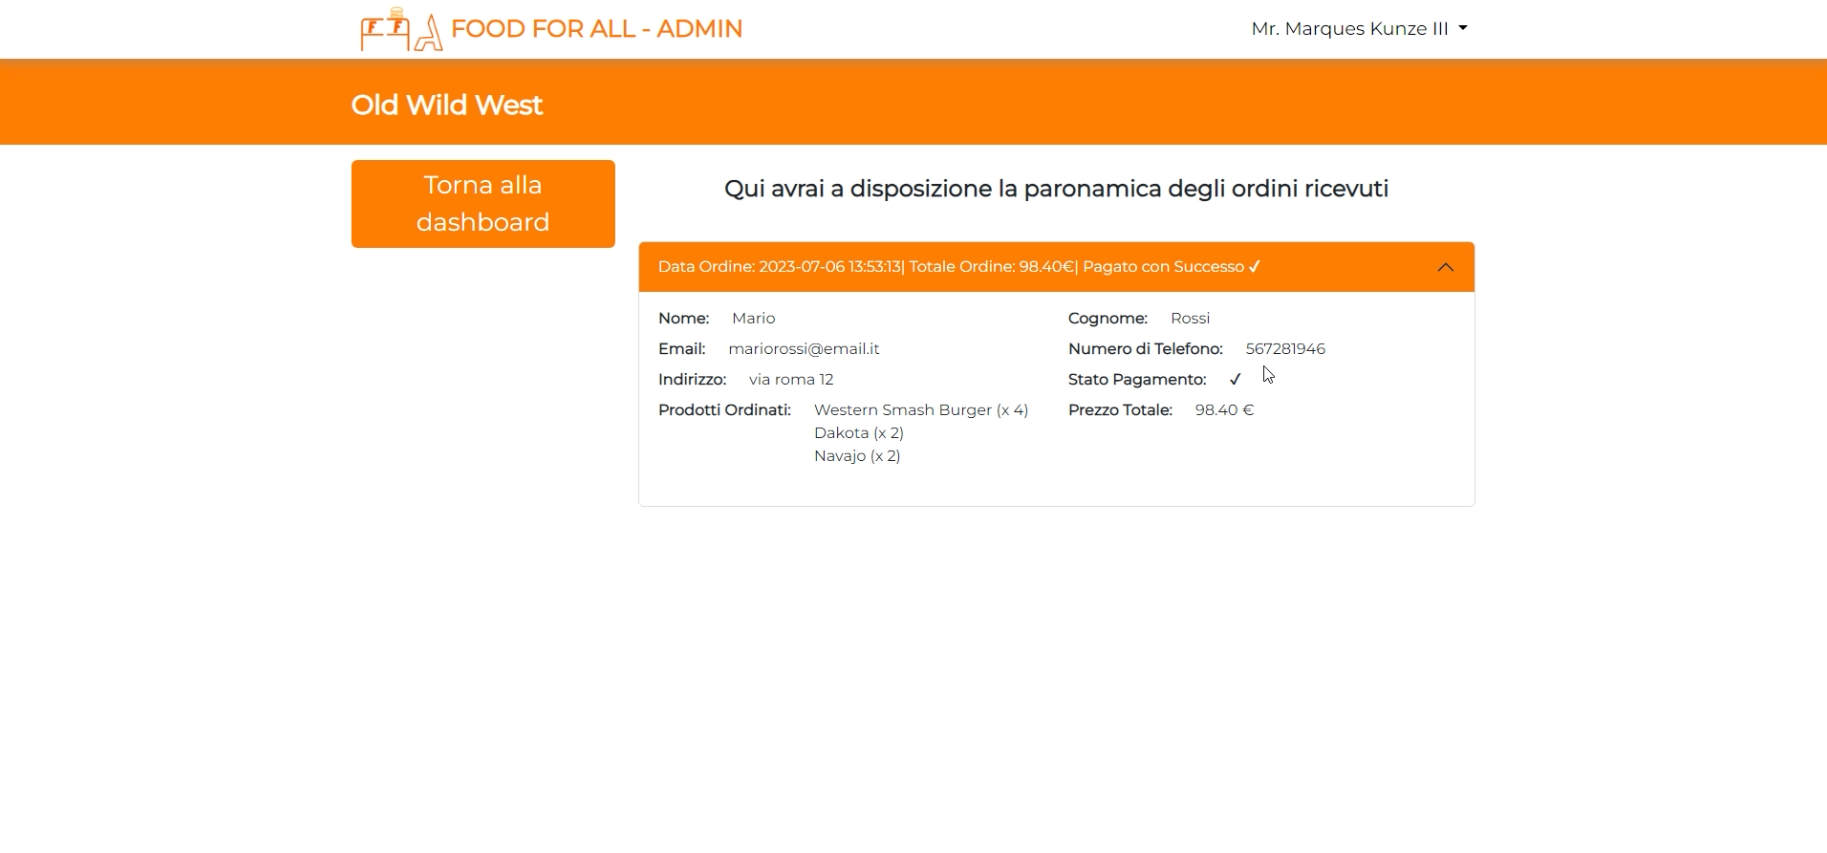 F F A FOOD FOR ALL - ADMIN
Mr. Marques Kunze III
Old Wild West
Torna alla
dashboard
Qui avrai a disposizione la paronamica degli ordini ricevuti
Data Ordine: 2023-07-06 13:53:13| Totale Ordine: 98.40€| Pagato con Successo ✓
Nome: Mario
Cognome: Rossi
Email: mariorossi@email.it
Numero di Telefono: 567281946
Indirizzo: via roma 12
Stato Pagamento: ✓
Prodotti Ordinati: Western Smash Burger (x 4)
Dakota (x 2)
Navajo (x 2)
Prezzo Totale: 98.40 €